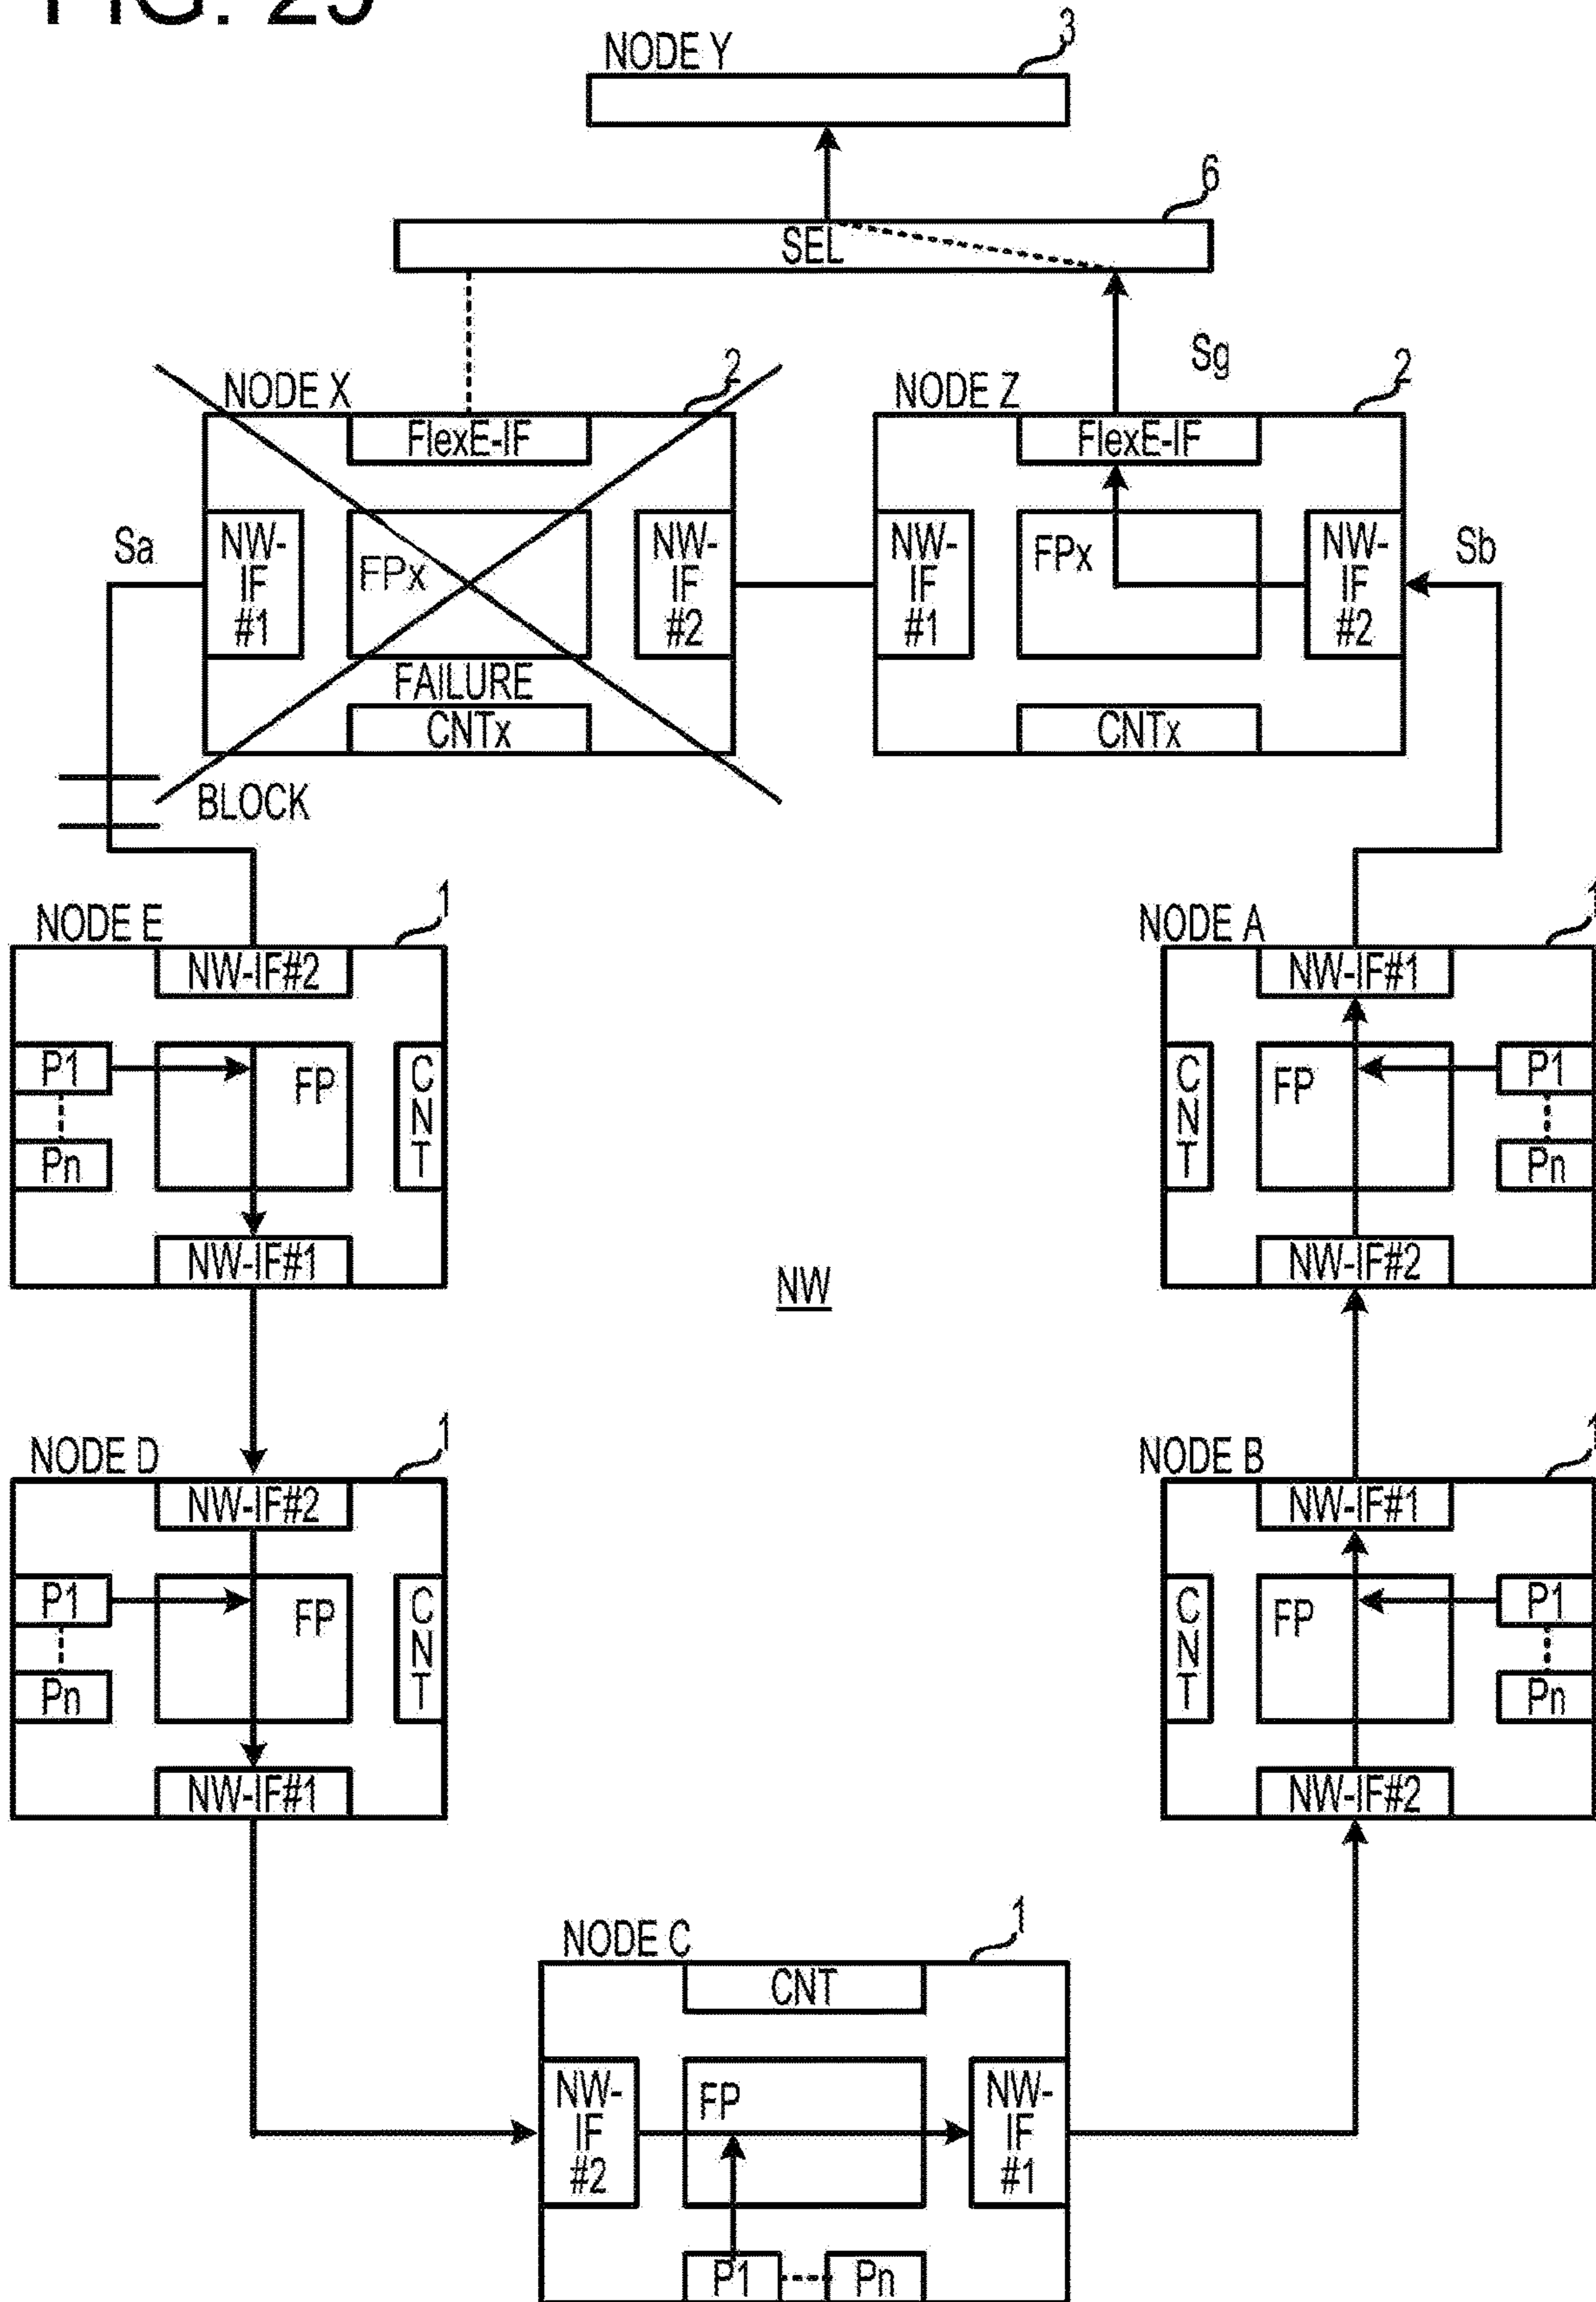 FIG. 29
NODE Y
3
6
SEL
Sg
NODE X
2
NODE Z
2
FlexE-IF
FlexE-IF
Sa
NW-
IF
#1
FPx
NW-
IF
#2
NW-
IF
#1
FPx
NW-
IF
#2
Sb
FAILURE
CNTx
CNTx
BLOCK
NODE E
1
NODE A
1
NW-IF#2
NW-IF#1
P1
FP
C
N
T
C
N
T
FP
P1
Pn
Pn
NW-IF#1
NW-IF#2
NW
NODE D
1
NODE B
1
NW-IF#2
NW-IF#1
P1
FP
C
N
T
C
N
T
FP
P1
Pn
Pn
NW-IF#1
NW-IF#2
NODE C
1
CNT
NW-
IF
#2
FP
NW-
IF
#1
P1
Pn